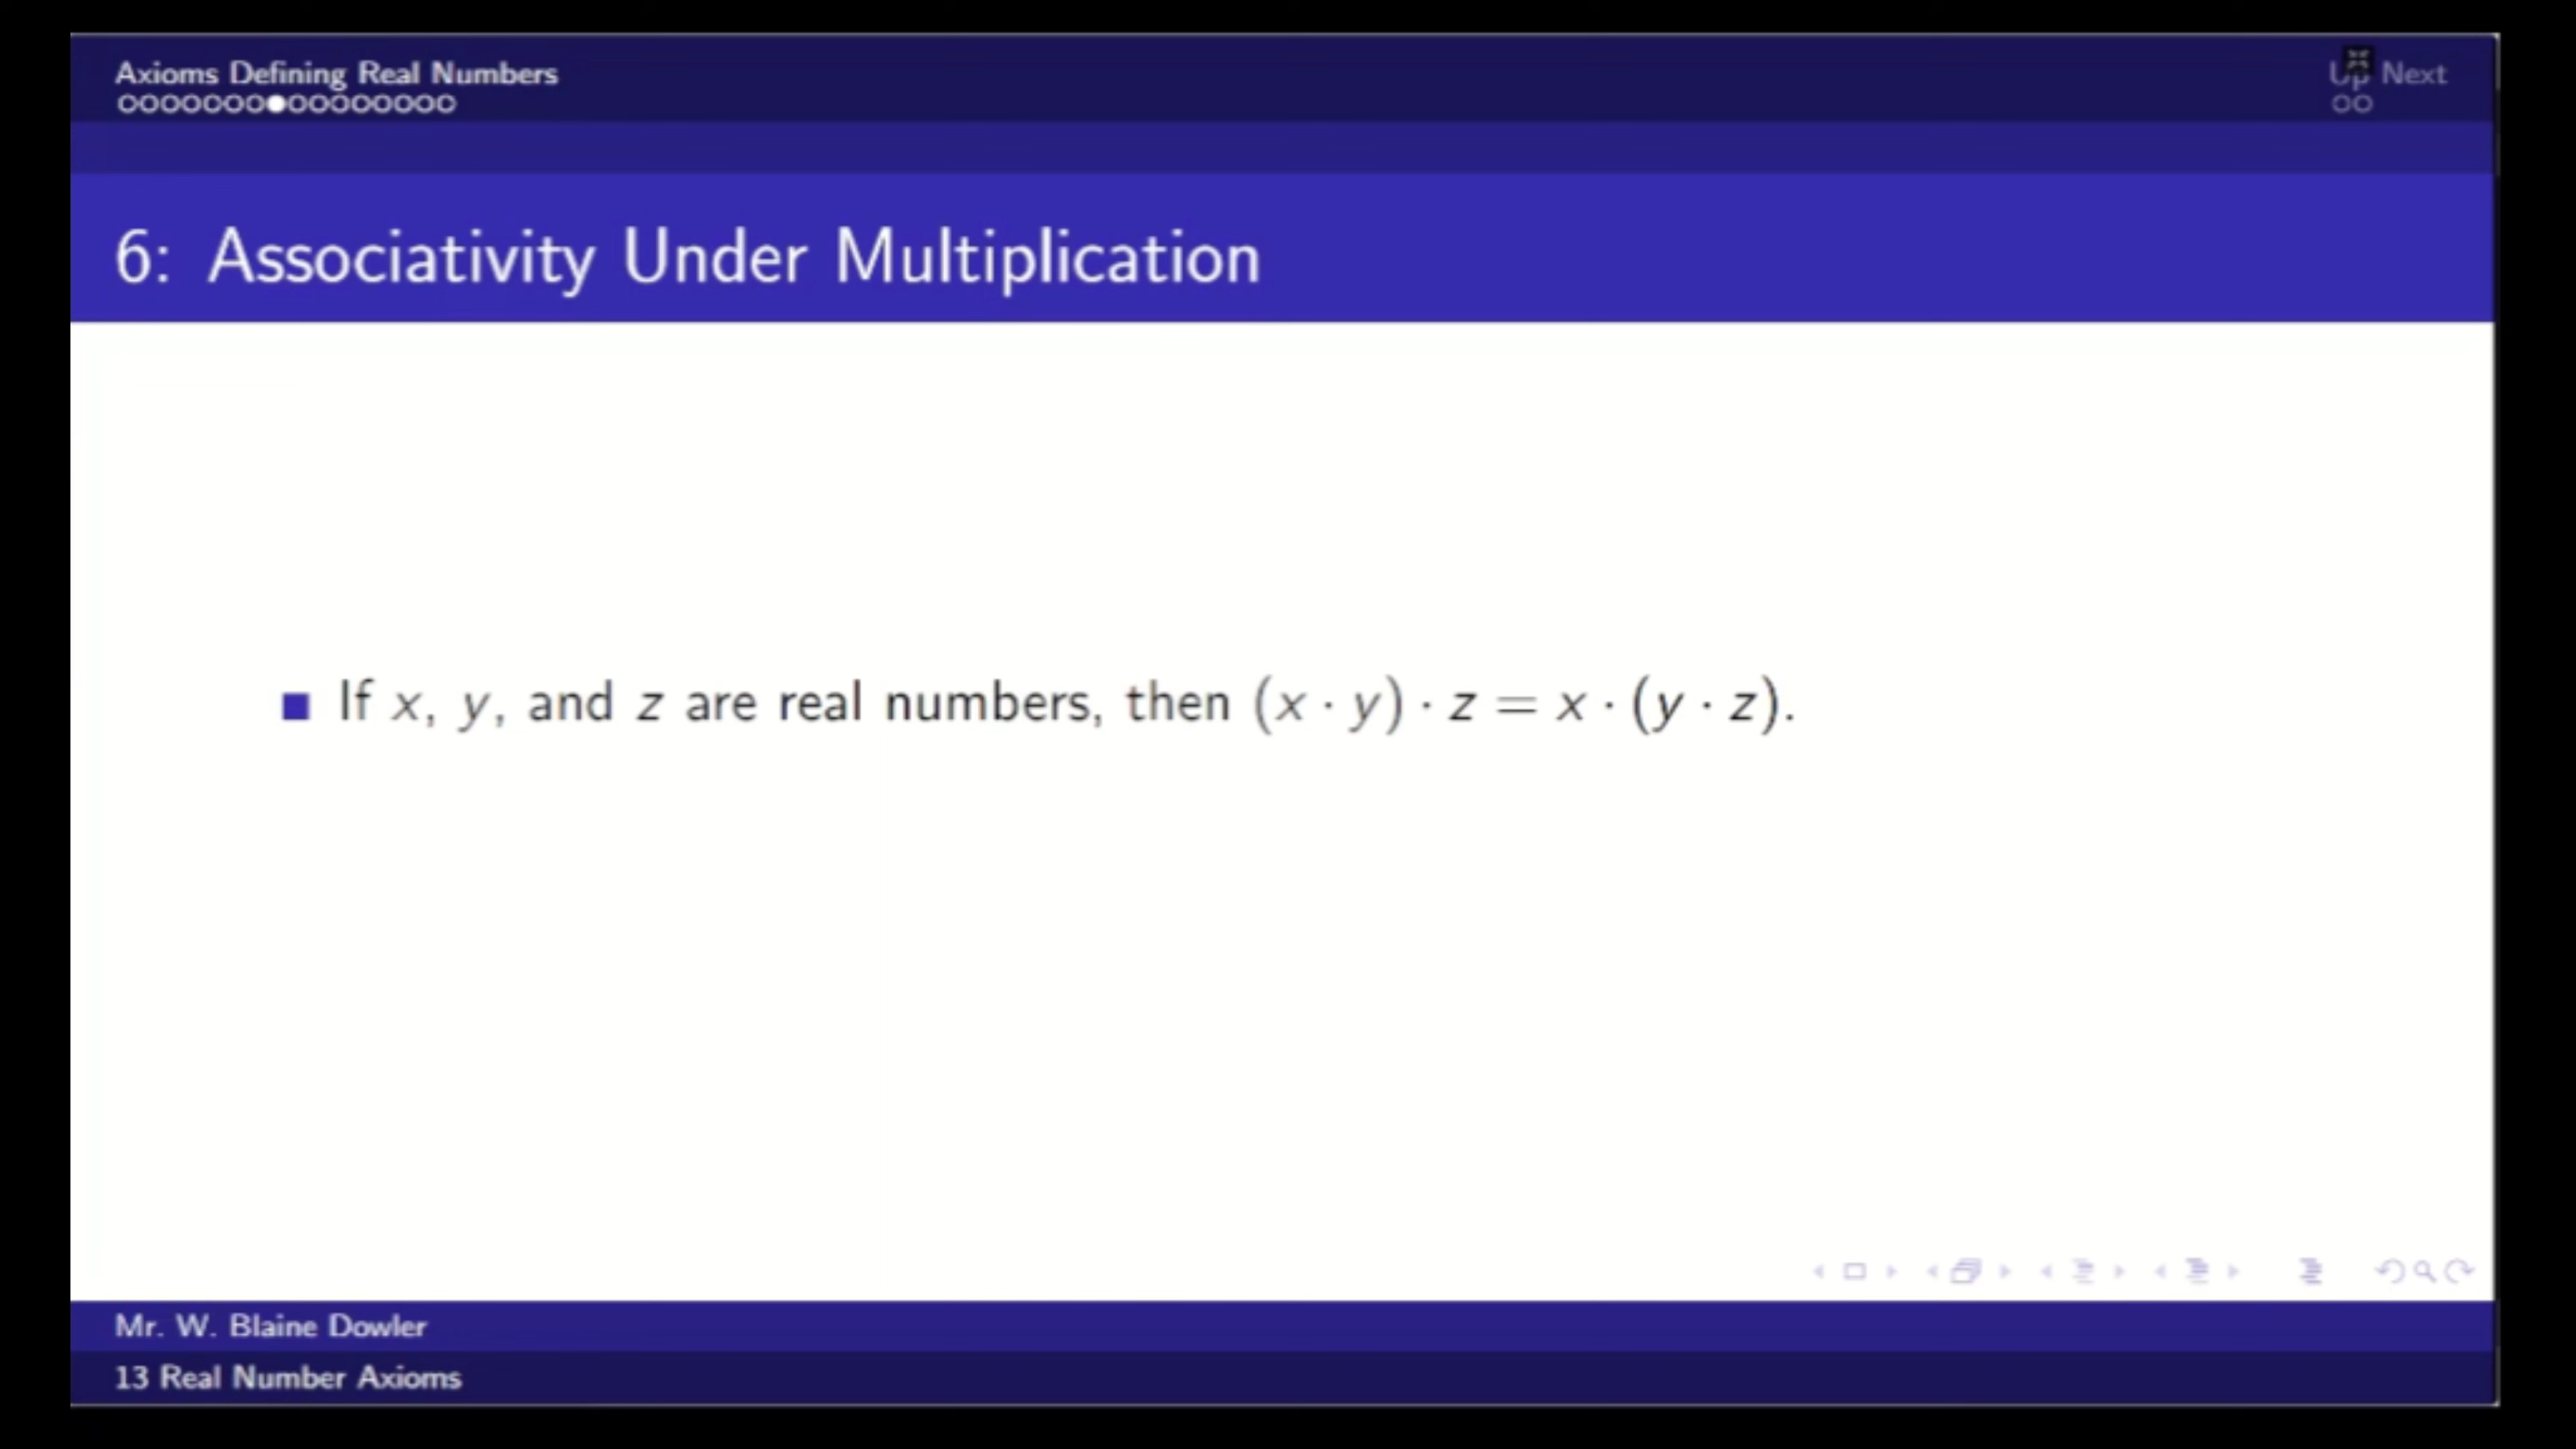 Axioms Defining Real Numbers
Up Next
6: Associativity Under Multiplication
If x, y, and z are real numbers, then (x · y) · z = x · (y · z).
Mr. W. Blaine Dowler
13 Real Number Axioms